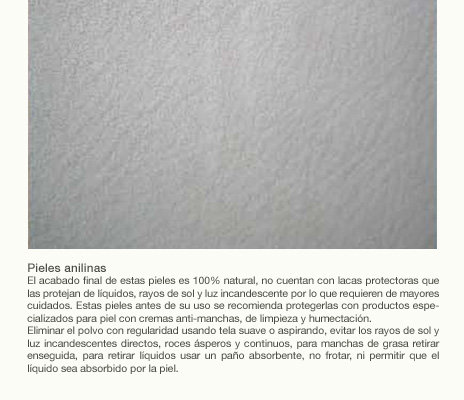 Pieles anilinas
El acabado final de estas pieles es 100% natural, no cuentan con lacas protectoras que
las protejan de líquidos, rayos de sol y luz incandescente por lo que requieren de mayores
cuidados. Estas pieles antes de su uso se recomienda protegerlas con productos espe-
cializados para piel con cremas anti-manchas, de limpieza y humectación.
Eliminar el polvo con regularidad usando tela suave o aspirando, evitar los rayos de sol y
luz incandescentes directos, roces ásperos y continuos, para manchas de grasa retirar
enseguida, para retirar líquidos usar un paño absorbente, no frotar, ni permitir que el
líquido sea absorbido por la piel.